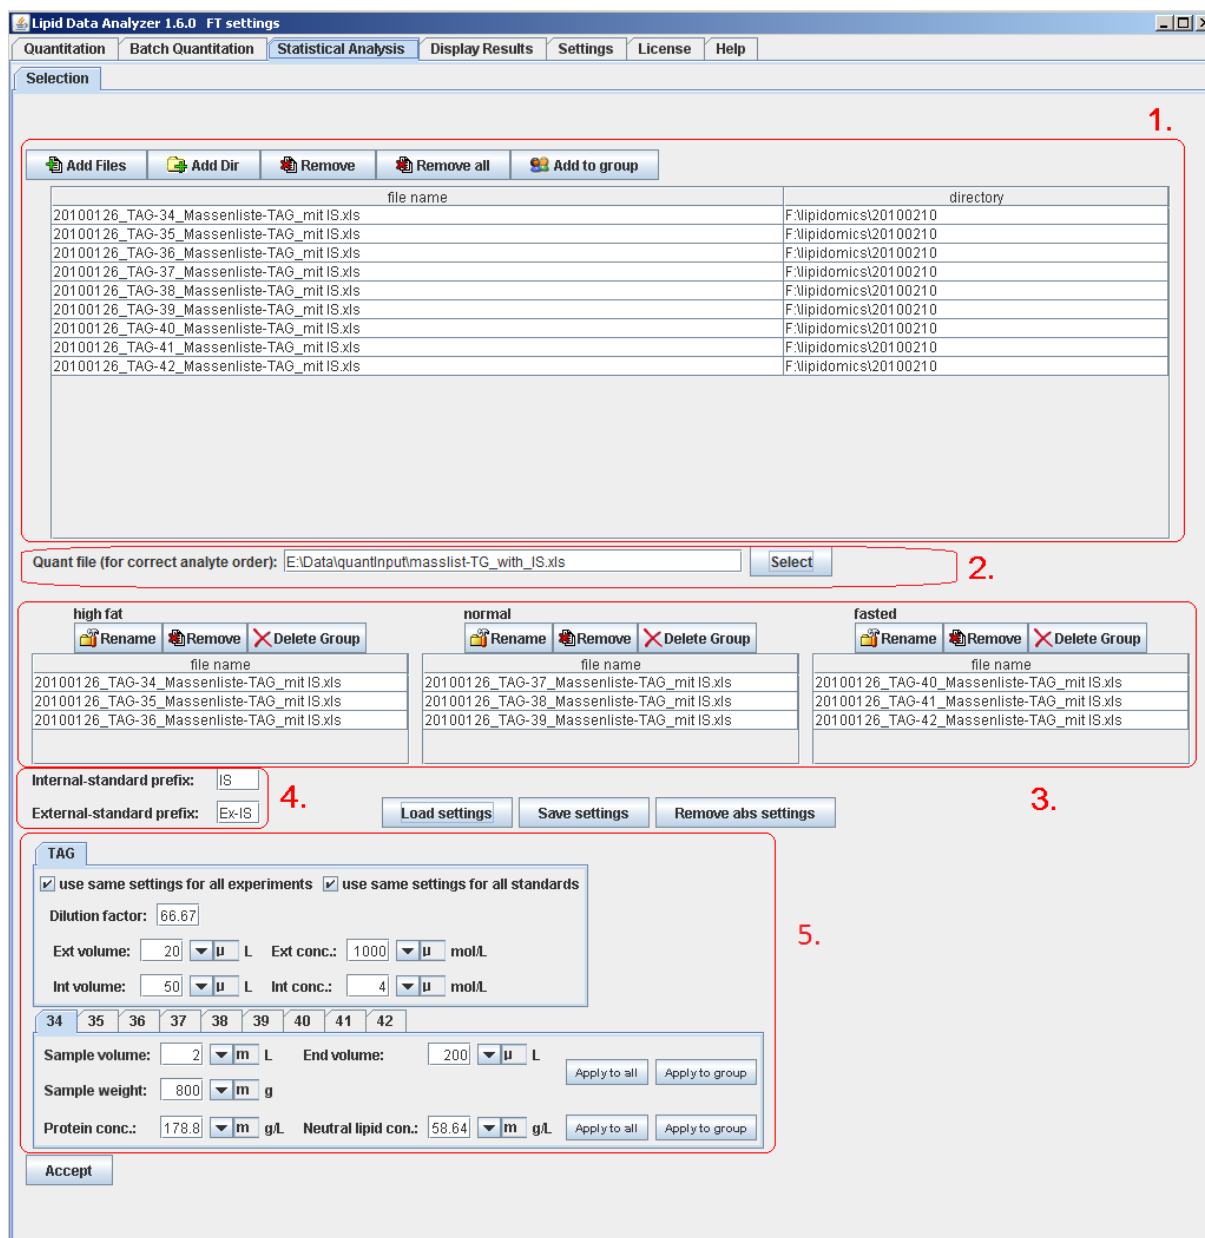 Lipid Data Analyzer 1.6.0 FT settings
Quantitation Batch Quantitation Statistical Analysis Display Results Settings License Help
Selection
1.
Add Files Add Dir Remove Remove all Add to group
file name directory
20100126_TAG-34_Massenliste-TAG_mit IS.xls F:\lipidomics\20100210
20100126_TAG-35_Massenliste-TAG_mit IS.xls F:\lipidomics\20100210
20100126_TAG-36_Massenliste-TAG_mit IS.xls F:\lipidomics\20100210
20100126_TAG-37_Massenliste-TAG_mit IS.xls F:\lipidomics\20100210
20100126_TAG-38_Massenliste-TAG_mit IS.xls F:\lipidomics\20100210
20100126_TAG-39_Massenliste-TAG_mit IS.xls F:\lipidomics\20100210
20100126_TAG-40_Massenliste-TAG_mit IS.xls F:\lipidomics\20100210
20100126_TAG-41_Massenliste-TAG_mit IS.xls F:\lipidomics\20100210
20100126_TAG-42_Massenliste-TAG_mit IS.xls F:\lipidomics\20100210
Quant file (for correct analyte order): E:\Data\quantInput\masslist-TG_with_IS.xls Select
2.
high fat normal fasted
Rename Remove Delete Group Rename Remove Delete Group Rename Remove Delete Group
file name file name file name
20100126_TAG-34_Massenliste-TAG_mit IS.xls 20100126_TAG-37_Massenliste-TAG_mit IS.xls 20100126_TAG-40_Massenliste-TAG_mit IS.xls
20100126_TAG-35_Massenliste-TAG_mit IS.xls 20100126_TAG-38_Massenliste-TAG_mit IS.xls 20100126_TAG-41_Massenliste-TAG_mit IS.xls
20100126_TAG-36_Massenliste-TAG_mit IS.xls 20100126_TAG-39_Massenliste-TAG_mit IS.xls 20100126_TAG-42_Massenliste-TAG_mit IS.xls
Internal-standard prefix: IS
4. 3.
External-standard prefix: Ex-IS Load settings Save settings Remove abs settings
TAG
use same settings for all experiments use same settings for all standards
Dilution factor: 66.67
5.
Ext volume: 20 µ L Ext conc.: 1000 µ mol/L
Int volume: 50 µ L Int conc.: 4 µ mol/L
34 35 36 37 38 39 40 41 42
Sample volume: 2 m L End volume: 200 µ L
Apply to all Apply to group
Sample weight: 800 m g
Protein conc.: 178.8 m g/L Neutral lipid con.: 58.64 m g/L Apply to all Apply to group
Accept